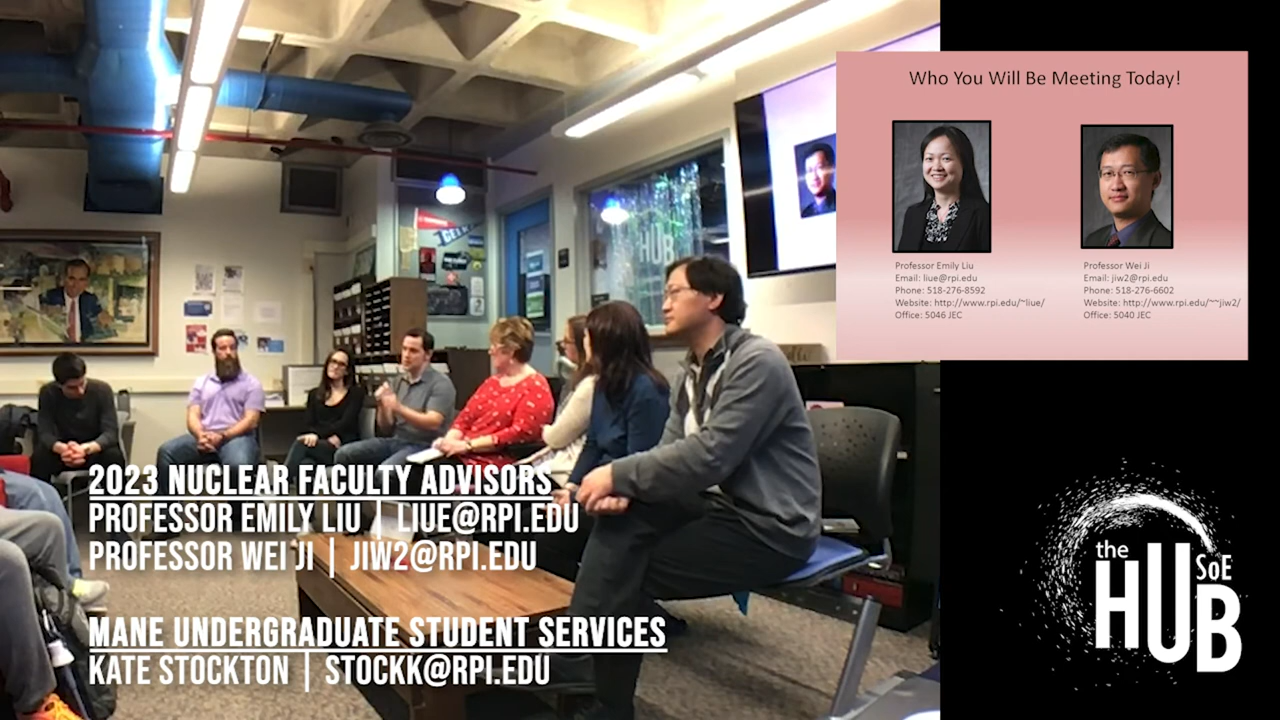 Who You Will Be Meeting Today!
Professor Emily Liu
Email: liue@rpi.edu
Phone: 518-276-8592
Website: http://www.rpi.edu/~liue/
Office: 5046 JEC
Professor Wei Ji
Email: jiw2@rpi.edu
Phone: 518-276-6602
Website: http://www.rpi.edu/~~jiw2/
Office: 5040 JEC
HUB
2023 NUCLEAR FACULTY ADVISORS
PROFESSOR EMILY LIU | LIUE@RPI.EDU
PROFESSOR WEI JI | JIW2@RPI.EDU
MANE UNDERGRADUATE STUDENT SERVICES
KATE STOCKTON | STOCKK@RPI.EDU
the
HUB
SoE